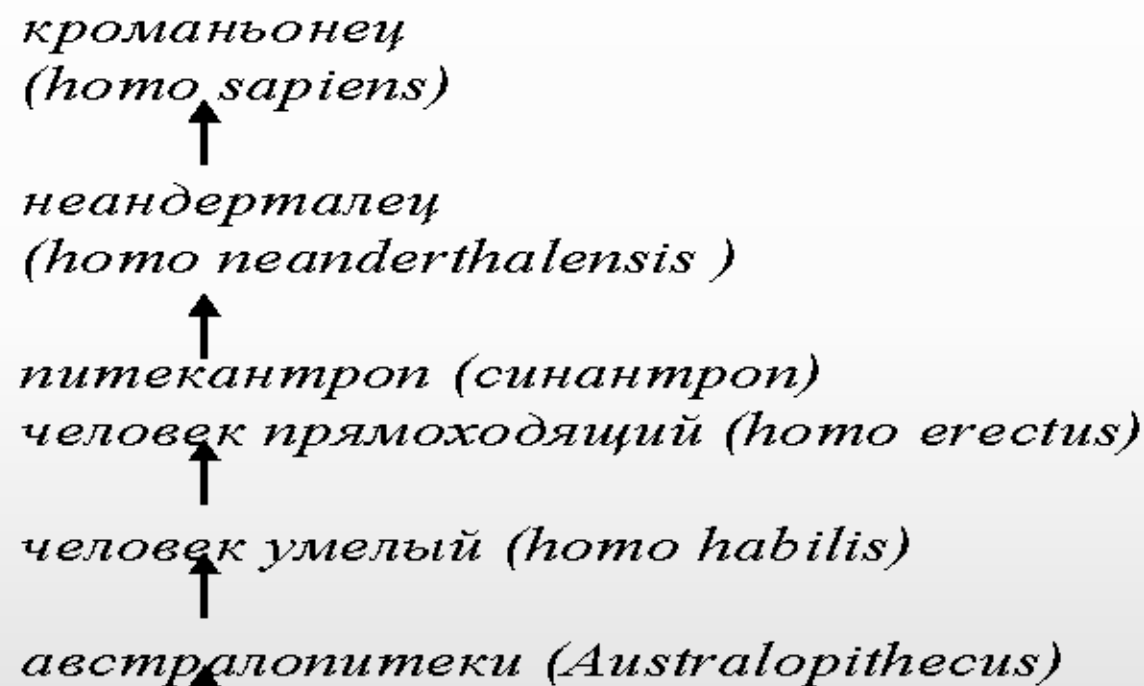 кроманьонец
(homo sapiens)
неандерталец
(homo neanderthalensis )
питекантроп (синантроп)
человек прямоходящий (homo erectus)
человек умелый (homo habilis)
австралопитеки (Australopithecus)